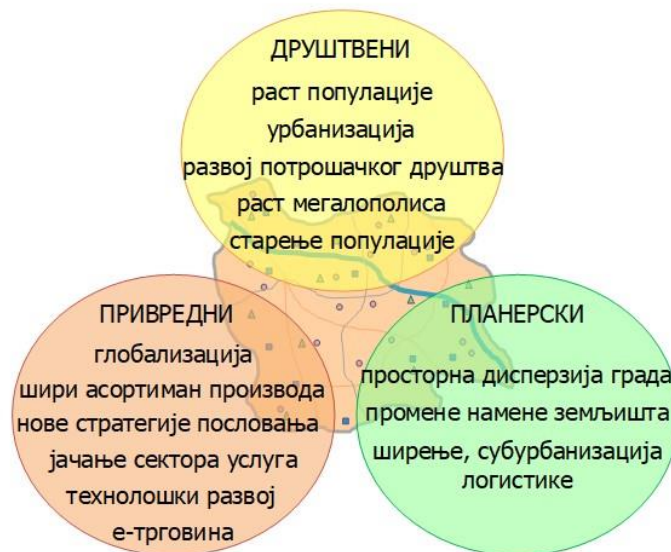 ДРУШТВЕНИ
раст популације
урбанизација
развој потрошачког друштва
раст мегалополиса
старење популације
ПРИВРЕДНИ
глобализација
шири асортиман производа
нове стратегије пословања
јачање сектора услуга
технолошки развој
е-трговина
ПЛАНЕРСКИ
просторна дисперзија града
промене намене земљишта
ширење, субурбанизација
логистике